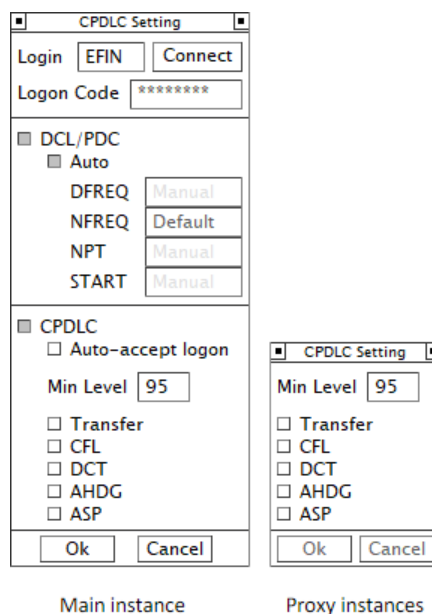 CPDLC Setting
Login EFIN Connect
Logon Code ********
DCL/PDC
Auto
DFREQ Manual
NFREQ Default
NPT Manual
START Manual
CPDLC
Auto-accept logon
Min Level 95
Transfer
CFL
DCT
AHDG
ASP
Ok Cancel
Main instance
CPDLC Setting
Min Level 95
Transfer
CFL
DCT
AHDG
ASP
Ok Cancel
Proxy instances